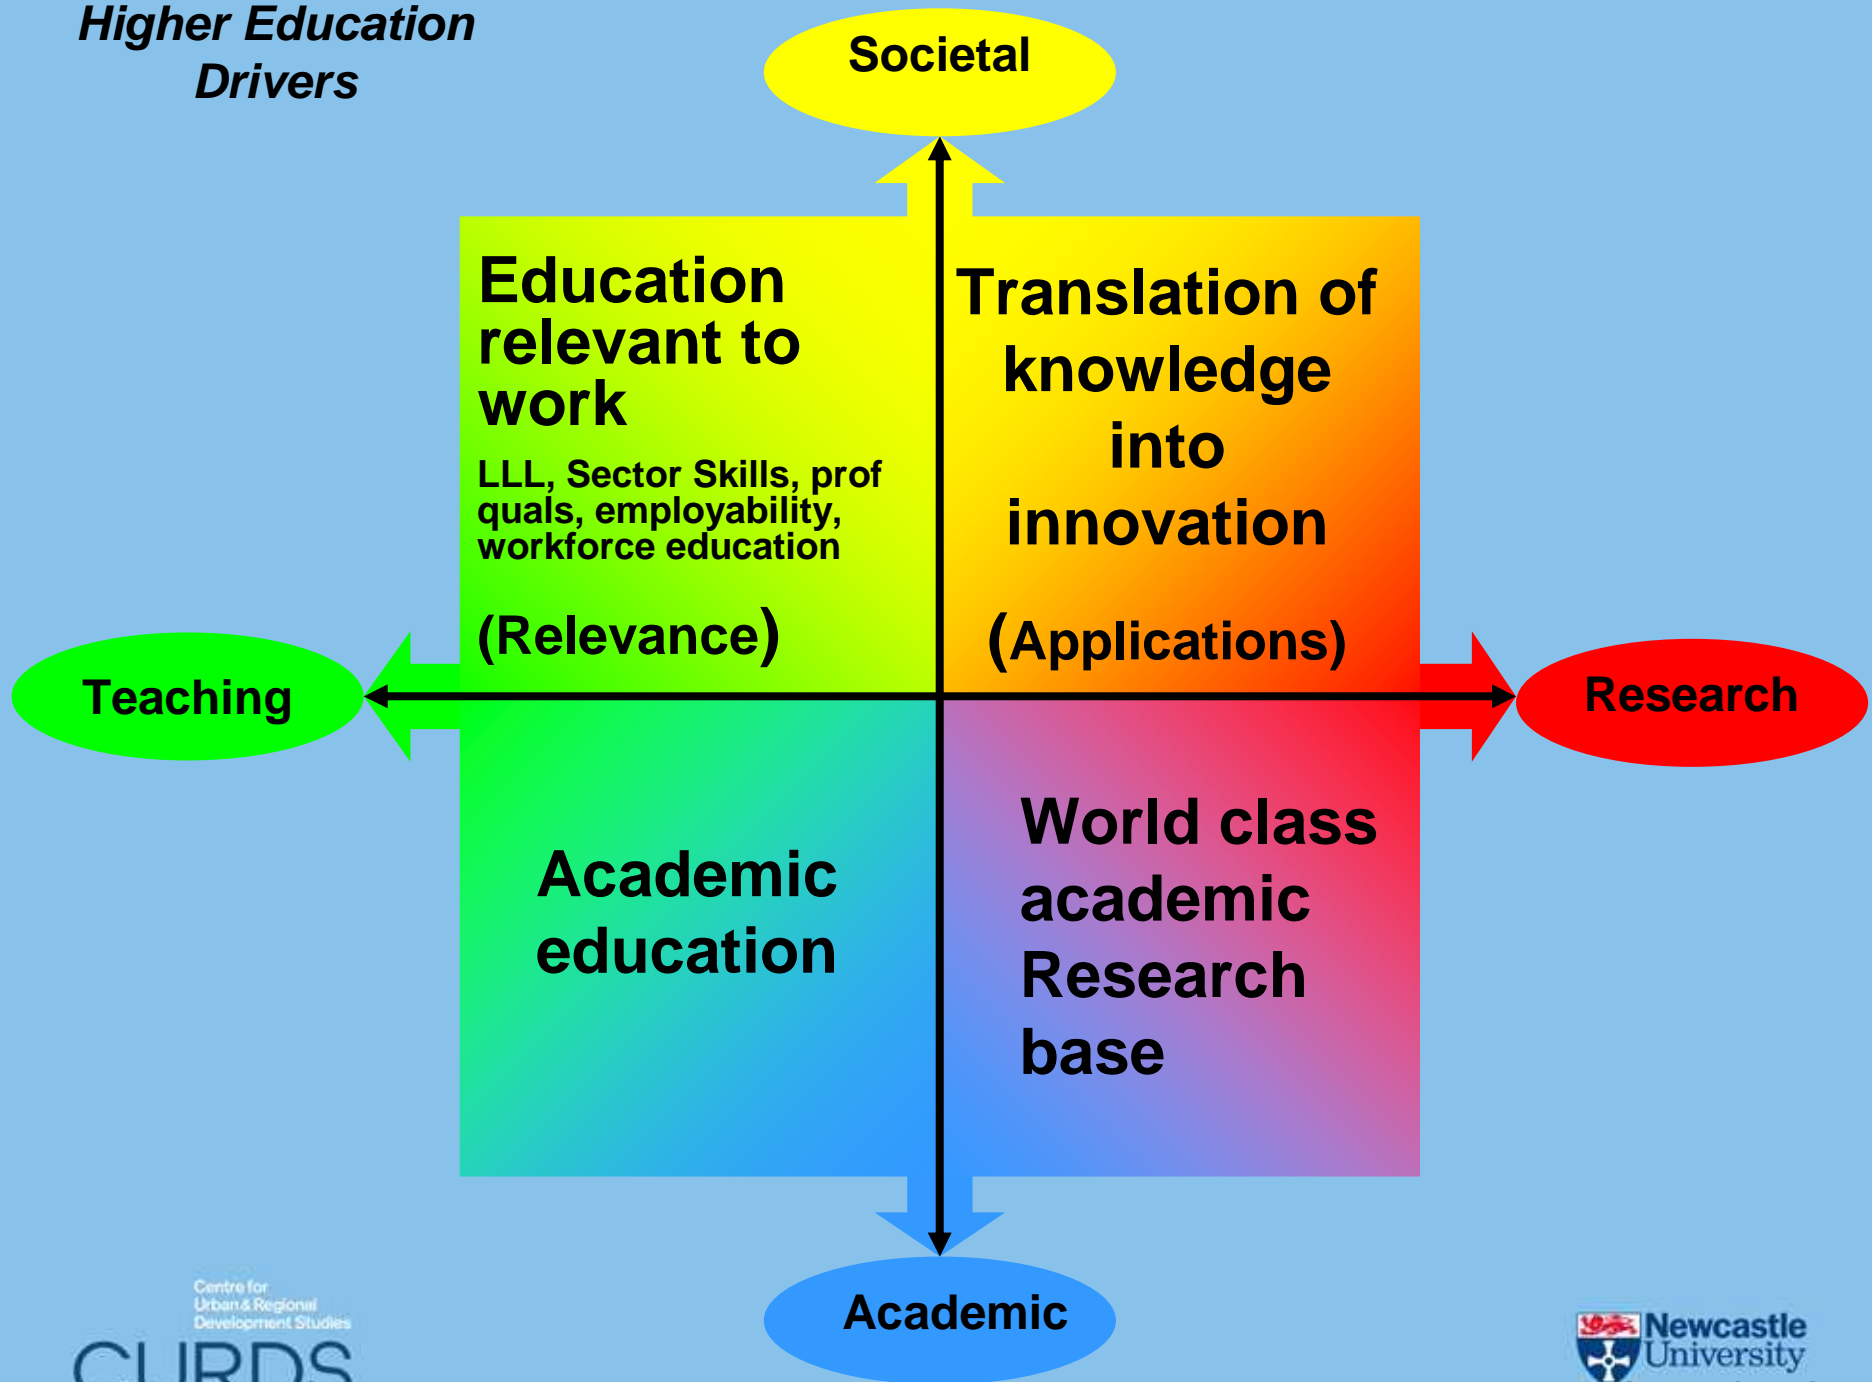 Higher Education
Drivers
Societal
Education
relevant to
work
LLL, Sector Skills, prof
quals, employability,
workforce education
(Relevance)
Translation of
knowledge
into
innovation
(Applications)
Teaching
Research
Academic
education
World class
academic
Research
base
Academic
Centre for
Urban & Regional
Development Studies
CURDS
Newcastle
University